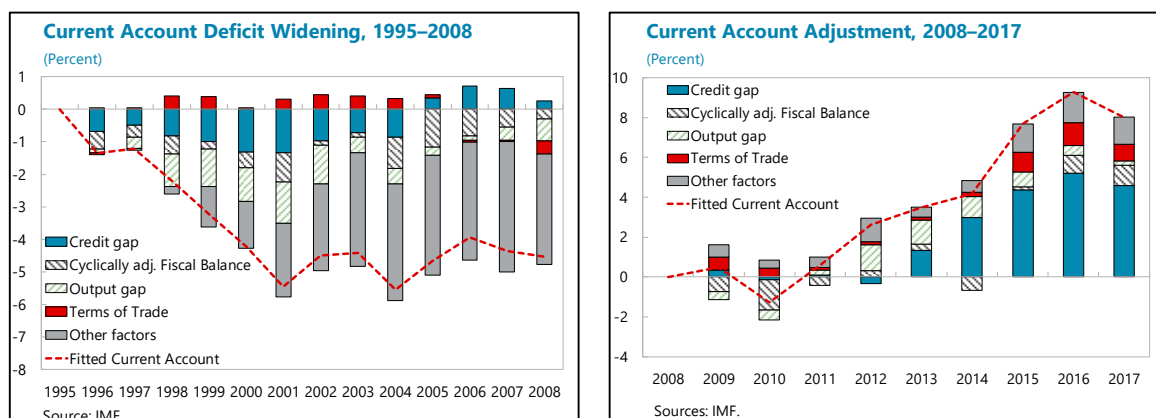 Current Account Deficit Widening, 1995–2008
(Percent)
1
0
-1
-2
-3
-4
-5
-6
-7
-8
Credit gap
Cyclically adj. Fiscal Balance
Output gap
Terms of Trade
Other factors
Fitted Current Account
1995 1996 1997 1998 1999 2000 2001 2002 2003 2004 2005 2006 2007 2008
Source: IMF.
Current Account Adjustment, 2008–2017
(Percent)
10
8
6
4
2
0
-2
-4
Credit gap
Cyclically adj. Fiscal Balance
Output gap
Terms of Trade
Other factors
Fitted Current Account
2008 2009 2010 2011 2012 2013 2014 2015 2016 2017
Sources: IMF.